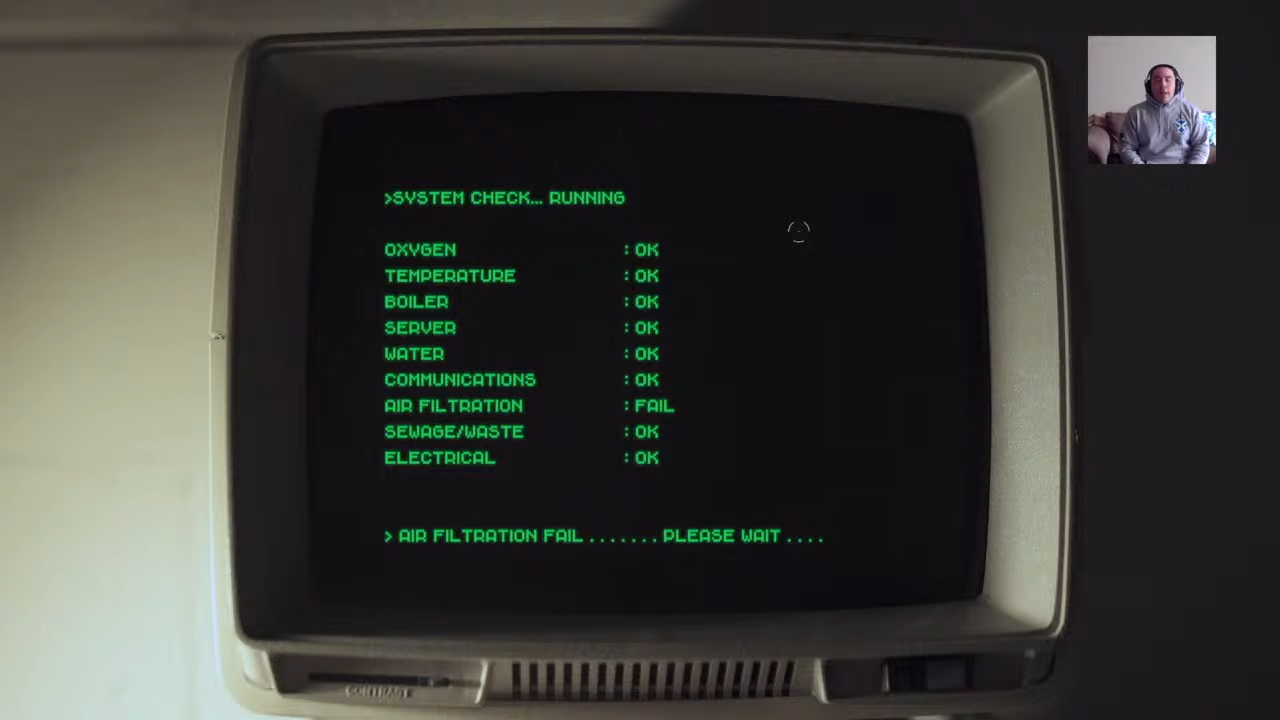 >SYSTEM CHECK... RUNNING
OXYGEN : OK
TEMPERATURE : OK
BOILER : OK
SERVER : OK
WATER : OK
COMMUNICATIONS : OK
AIR FILTRATION : FAIL
SEWAGE/WASTE : OK
ELECTRICAL : OK
> AIR FILTRATION FAIL ....... PLEASE WAIT ....
CONTRAST